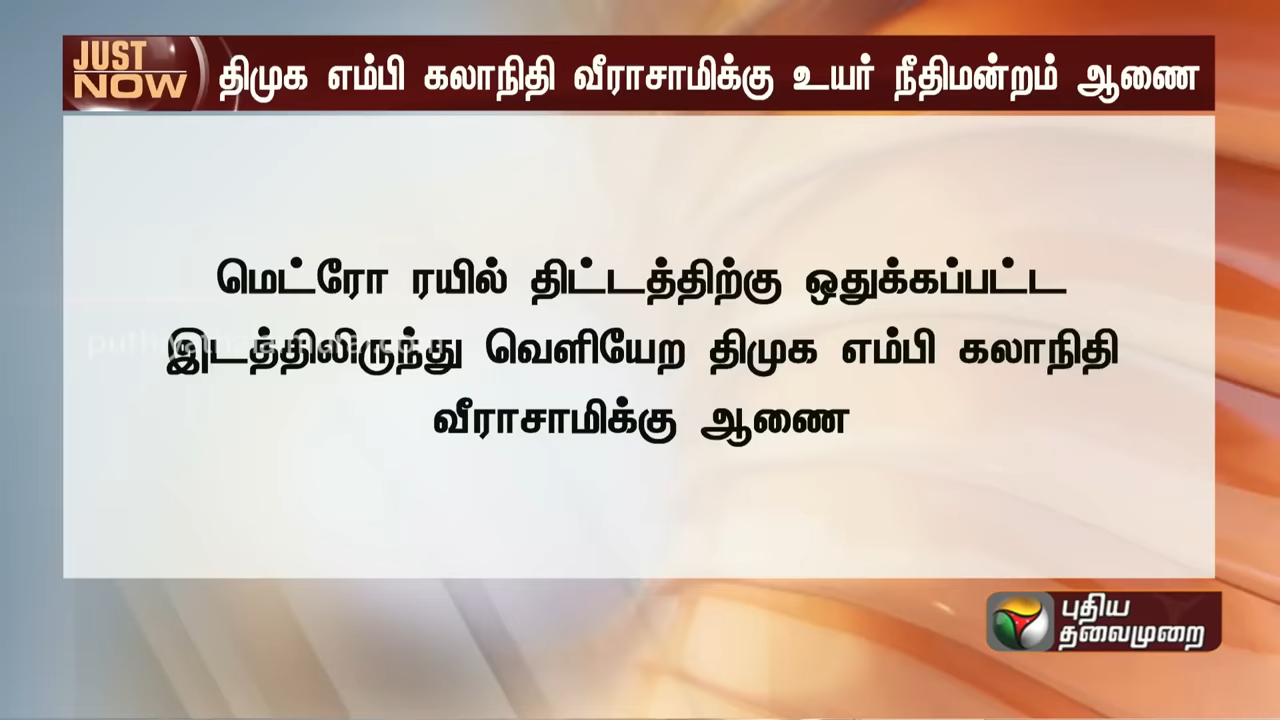 JUST NOW
திமுக எம்பி கலாநிதி வீராசாமிக்கு உயர் நீதிமன்றம் ஆணை
மெட்ரோ ரயில் திட்டத்திற்கு ஒதுக்கப்பட்ட
இடத்திலிருந்து வெளியேற திமுக எம்பி கலாநிதி
வீராசாமிக்கு ஆணை
புதிய
தலைமுறை